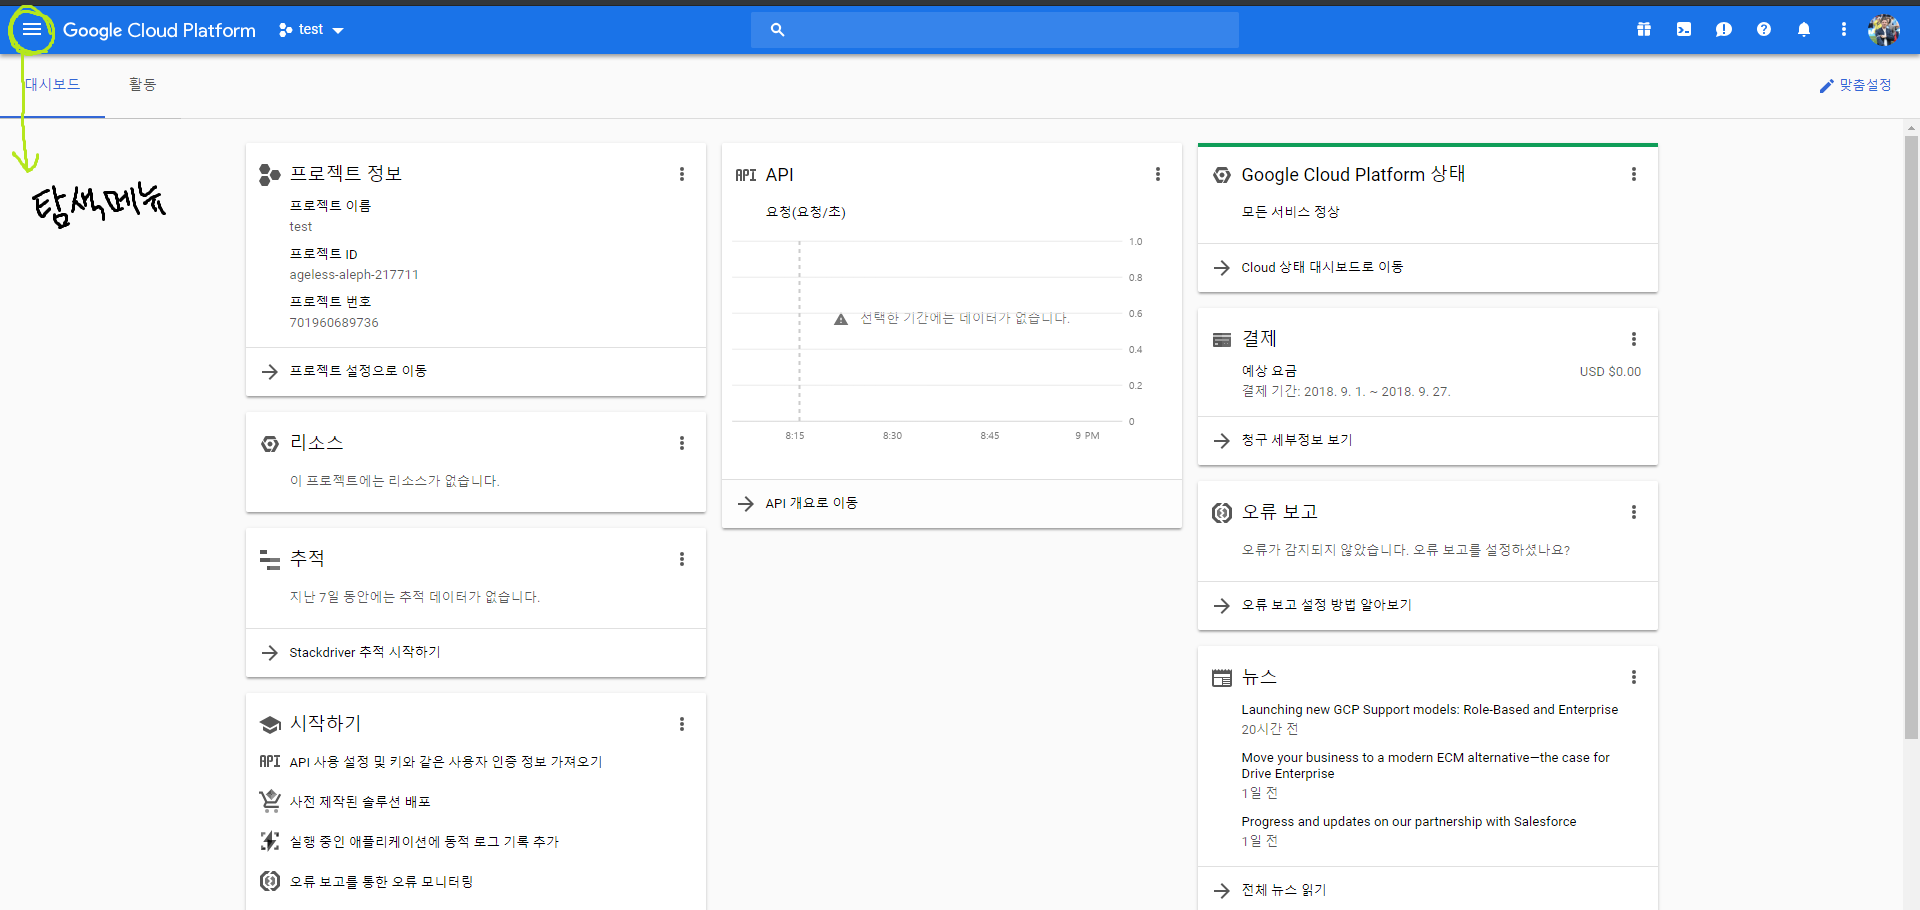 Google Cloud Platform
test
대시보드
활동
맞춤설정
탐색메뉴
프로젝트 정보
프로젝트 이름
test
프로젝트 ID
ageless-aleph-217711
프로젝트 번호
701960689736
프로젝트 설정으로 이동
리소스
이 프로젝트에는 리소스가 없습니다.
추적
지난 7일 동안에는 추적 데이터가 없습니다.
Stackdriver 추적 시작하기
시작하기
API API 사용 설정 및 키와 같은 사용자 인증 정보 가져오기
사전 제작된 솔루션 배포
실행 중인 애플리케이션에 동적 로그 기록 추가
오류 보고를 통한 오류 모니터링
API API
요청(요청/초)
1.0
0.8
0.6
선택한 기간에는 데이터가 없습니다.
0.4
0.2
0
8:15 8:30 8:45 9 PM
API 개요로 이동
Google Cloud Platform 상태
모든 서비스 정상
Cloud 상태 대시보드로 이동
결제
예상 요금 USD $0.00
결제 기간: 2018. 9. 1. ~ 2018. 9. 27.
청구 세부정보 보기
오류 보고
오류가 감지되지 않았습니다. 오류 보고를 설정하셨나요?
오류 보고 설정 방법 알아보기
뉴스
Launching new GCP Support models: Role-Based and Enterprise
20시간 전
Move your business to a modern ECM alternative—the case for
Drive Enterprise
1일 전
Progress and updates on our partnership with Salesforce
1일 전
전체 뉴스 읽기